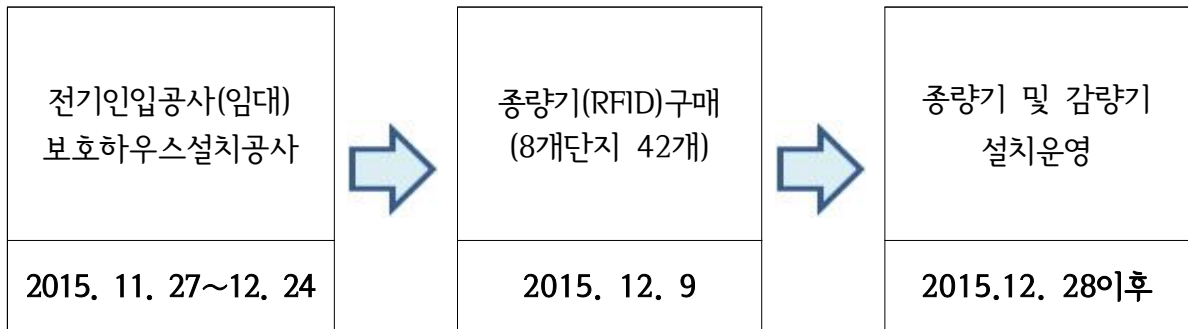 전기인입공사(임대)
보호하우스설치공사
2015. 11. 27~12. 24
종량기(RFID)구매
(8개단지 42개)
2015. 12. 9
종량기 및 감량기
설치운영
2015.12. 28이후